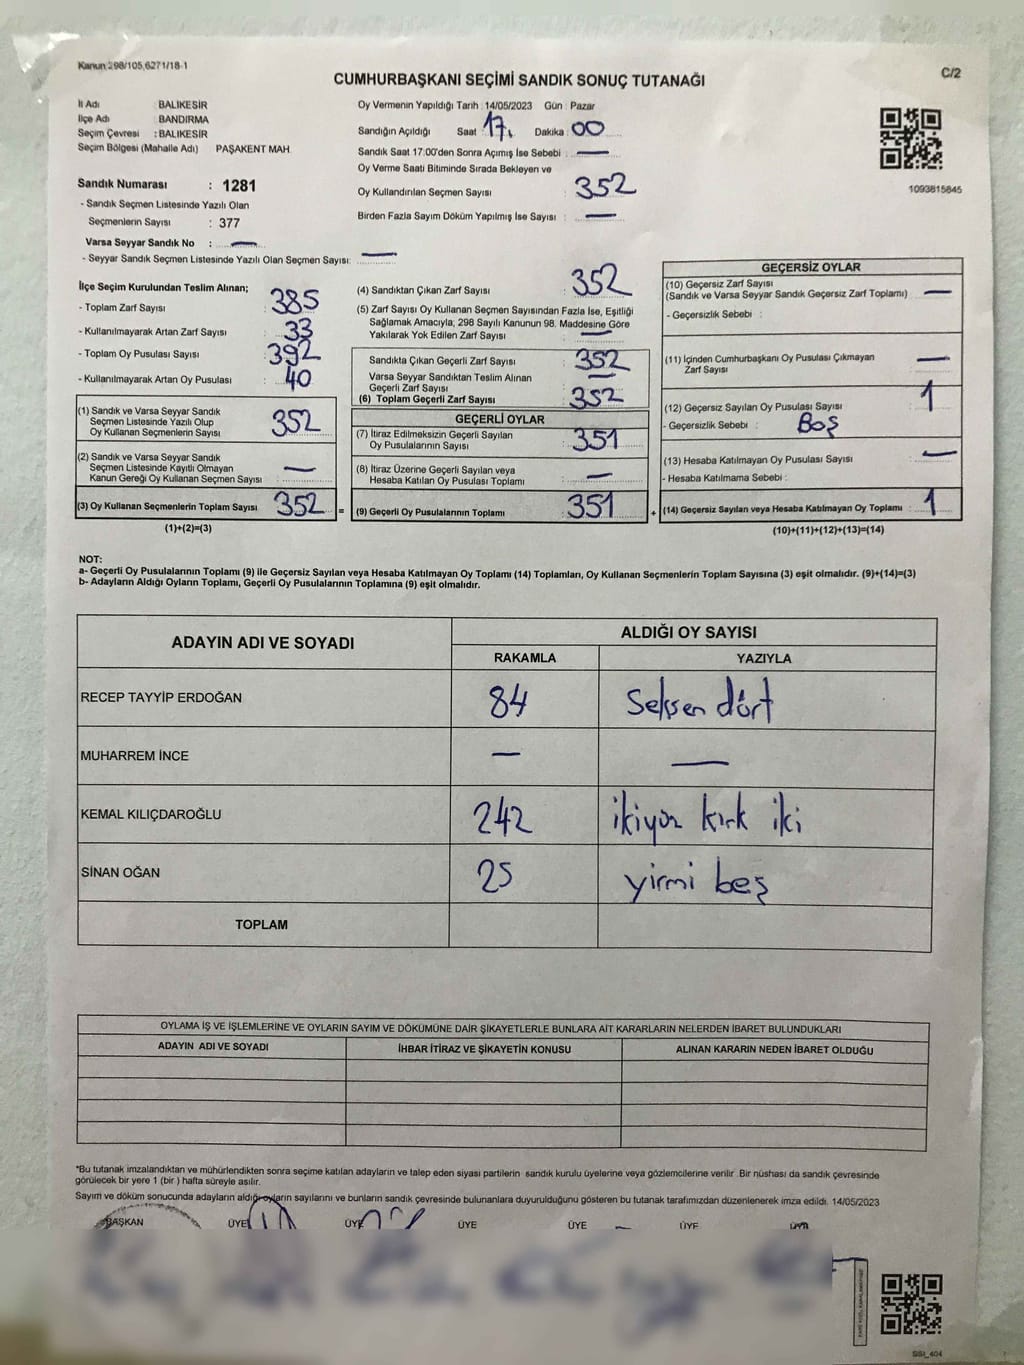 Kanun:298/105,6271/18-1
C/2
CUMHURBAŞKANI SEÇİMİ SANDIK SONUÇ TUTANAĞI
İl Adı : BALIKESİR
İlçe Adı : BANDIRMA
Seçim Çevresi : BALIKESİR
Seçim Bölgesi (Mahalle Adı) PAŞAKENT MAH.
Sandık Numarası : 1281
- Sandık Seçmen Listesinde Yazılı Olan
Seçmenlerin Sayısı : 377
Varsa Seyyar Sandık No : —
- Seyyar Sandık Seçmen Listesinde Yazılı Olan Seçmen Sayısı: —
Oy Vermenin Yapıldığı Tarih : 14/05/2023 Gün : Pazar
Sandığın Açıldığı Saat : 17. Dakika : 00
Sandık Saat 17:00'den Sonra Açımış İse Sebebi : —
Oy Verme Saati Bitiminde Sırada Bekleyen ve
Oy Kullandırılan Seçmen Sayısı : 352
Birden Fazla Sayım Döküm Yapılmış İse Sayısı : —
1093815845
İlçe Seçim Kurulundan Teslim Alınan;
- Toplam Zarf Sayısı : 385
- Kullanılmayarak Artan Zarf Sayısı : 33
- Toplam Oy Pusulası Sayısı : 392
- Kullanılmayarak Artan Oy Pusulası : 40
(1) Sandık ve Varsa Seyyar Sandık
Seçmen Listesinde Yazılı Olup
Oy Kullanan Seçmenlerin Sayısı : 352
(2) Sandık ve Varsa Seyyar Sandık
Seçmen Listesinde Kayıtlı Olmayan
Kanun Gereği Oy Kullanan Seçmen Sayısı : —
(3) Oy Kullanan Seçmenlerin Toplam Sayısı : 352 =
(1)+(2)=(3)
(4) Sandıktan Çıkan Zarf Sayısı : 352
(5) Zarf Sayısı Oy Kullanan Seçmen Sayısından Fazla İse, Eşitliği
Sağlamak Amacıyla, 298 Sayılı Kanunun 98. Maddesine Göre
Yakılarak Yok Edilen Zarf Sayısı : —
Sandıkta Çıkan Geçerli Zarf Sayısı : 352
Varsa Seyyar Sandıktan Teslim Alınan
Geçerli Zarf Sayısı : —
(6) Toplam Geçerli Zarf Sayısı : 352
GEÇERLİ OYLAR
(7) İtiraz Edilmeksizin Geçerli Sayılan
Oy Pusulalarının Sayısı : 351
(8) İtiraz Üzerine Geçerli Sayılan veya
Hesaba Katılan Oy Pusulası Toplamı : —
(9) Geçerli Oy Pusulalarının Toplamı : 351 +
GEÇERSİZ OYLAR
(10) Geçersiz Zarf Sayısı
(Sandık ve Varsa Seyyar Sandık Geçersiz Zarf Toplamı) : —
- Geçersizlik Sebebi :
(11) İçinden Cumhurbaşkanı Oy Pusulası Çıkmayan
Zarf Sayısı : —
(12) Geçersiz Sayılan Oy Pusulası Sayısı : 1
- Geçersizlik Sebebi : Boş
(13) Hesaba Katılmayan Oy Pusulası Sayısı : —
- Hesaba Katılmama Sebebi :
(14) Geçersiz Sayılan veya Hesaba Katılmayan Oy Toplamı : 1
(10)+(11)+(12)+(13)=(14)
NOT:
a- Geçerli Oy Pusulalarının Toplamı (9) ile Geçersiz Sayılan veya Hesaba Katılmayan Oy Toplamı (14) Toplamları, Oy Kullanan Seçmenlerin Toplam Sayısına (3) eşit olmalıdır. (9)+(14)=(3)
b- Adayların Aldığı Oyların Toplamı, Geçerli Oy Pusulalarının Toplamına (9) eşit olmalıdır.
ADAYIN ADI VE SOYADI ALDIĞI OY SAYISI
RAKAMLA YAZIYLA
RECEP TAYYİP ERDOĞAN 84 Seksen dört
MUHARREM İNCE — —
KEMAL KILIÇDAROĞLU 242 ikiyüz kırk iki
SİNAN OĞAN 25 yirmi beş
TOPLAM
OYLAMA İŞ VE İŞLEMLERİNE VE OYLARIN SAYIM VE DÖKÜMÜNE DAİR ŞİKAYETLERLE BUNLARA AİT KARARLARIN NELERDEN İBARET BULUNDUKLARI
ADAYIN ADI VE SOYADI İHBAR İTİRAZ VE ŞİKAYETİN KONUSU ALINAN KARARIN NEDEN İBARET OLDUĞU
*Bu tutanak imzalandıktan ve mühürlendikten sonra seçime katılan adayların ve talep eden siyasi partilerin sandık kurulu üyelerine veya gözlemcilerine verilir .Bir nüshası da sandık çevresinde
görülecek bir yere 1 (bir ) hafta süreyle asılır.
Sayım ve döküm sonucunda adayların aldığı oyların sayılarını ve bunların sandık çevresinde bulunanlara duyurulduğunu gösteren bu tutanak tarafımızdan düzenlenerek imza edildi. 14/05/2023
BAŞKAN ÜYE ÜYE ÜYE ÜYE ÜYE ÜYE
SSI_404